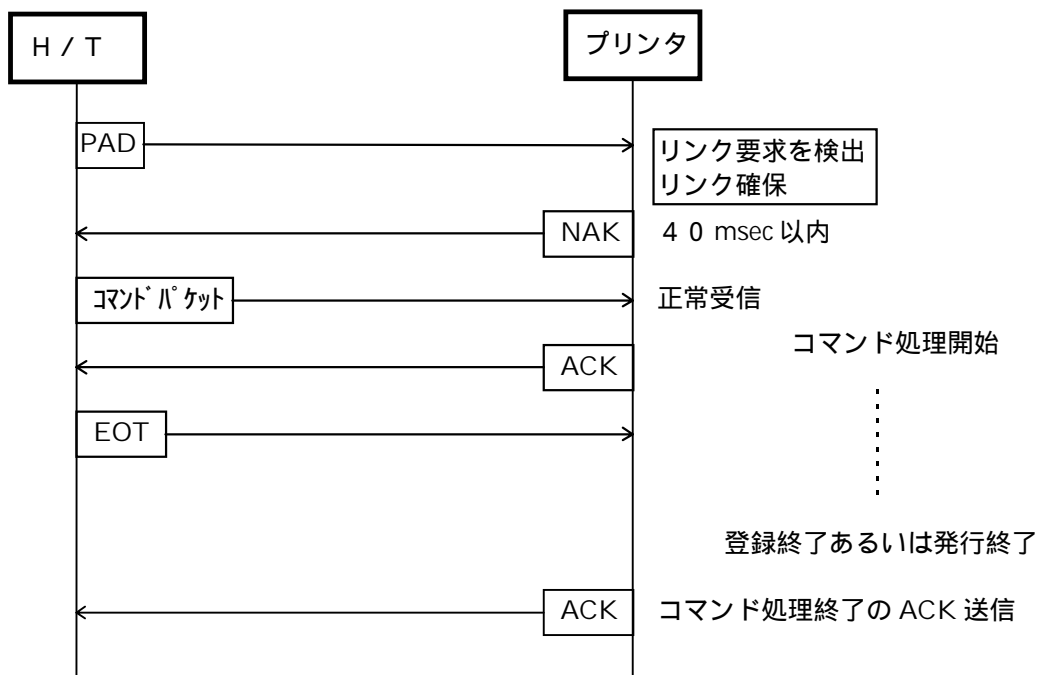 H / T
プリンタ
PAD
リンク要求を検出
リンク確保
NAK
４０ msec 以内
ｺﾏﾝﾄﾞﾊﾟｹｯﾄ
正常受信
コマンド処理開始
ACK
EOT
登録終了あるいは発行終了
ACK
コマンド処理終了の ACK 送信